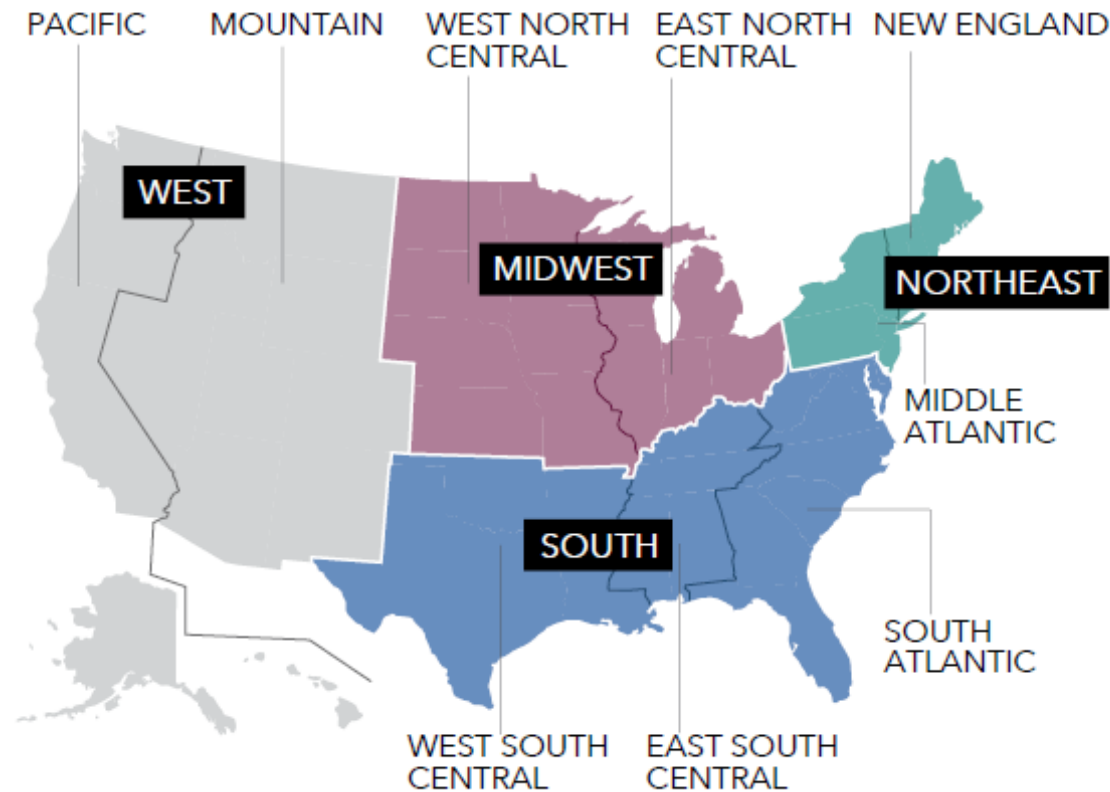 PACIFIC
MOUNTAIN
WEST NORTH
CENTRAL
EAST NORTH
CENTRAL
NEW ENGLAND
WEST
MIDWEST
NORTHEAST
MIDDLE
ATLANTIC
SOUTH
SOUTH
ATLANTIC
WEST SOUTH
CENTRAL
EAST SOUTH
CENTRAL